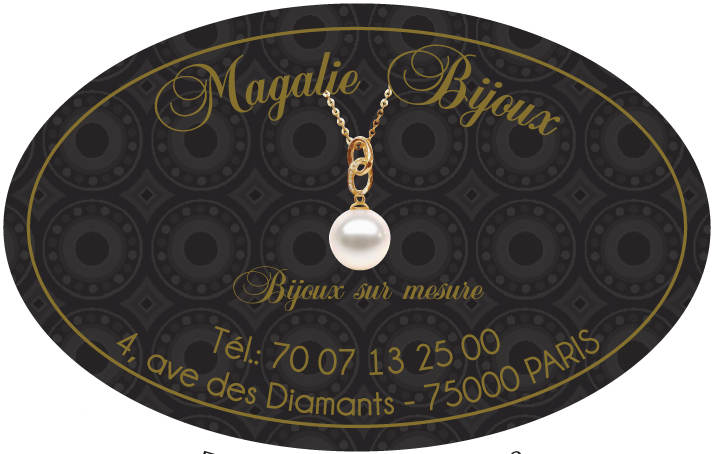 Magalie Bijoux
Bijoux sur mesure
Tél.: 70 07 13 25 00
4, ave des Diamants - 75000 PARIS